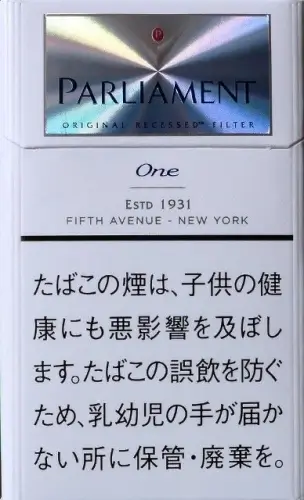 P
PARLIAMENT
ORIGINAL RECESSED™ FILTER
One
ESTD 1931
FIFTH AVENUE - NEW YORK
たばこの煙は、子供の健
康にも悪影響を及ぼし
ます。たばこの誤飲を防ぐ
ため、乳幼児の手が届か
ない所に保管・廃棄を。